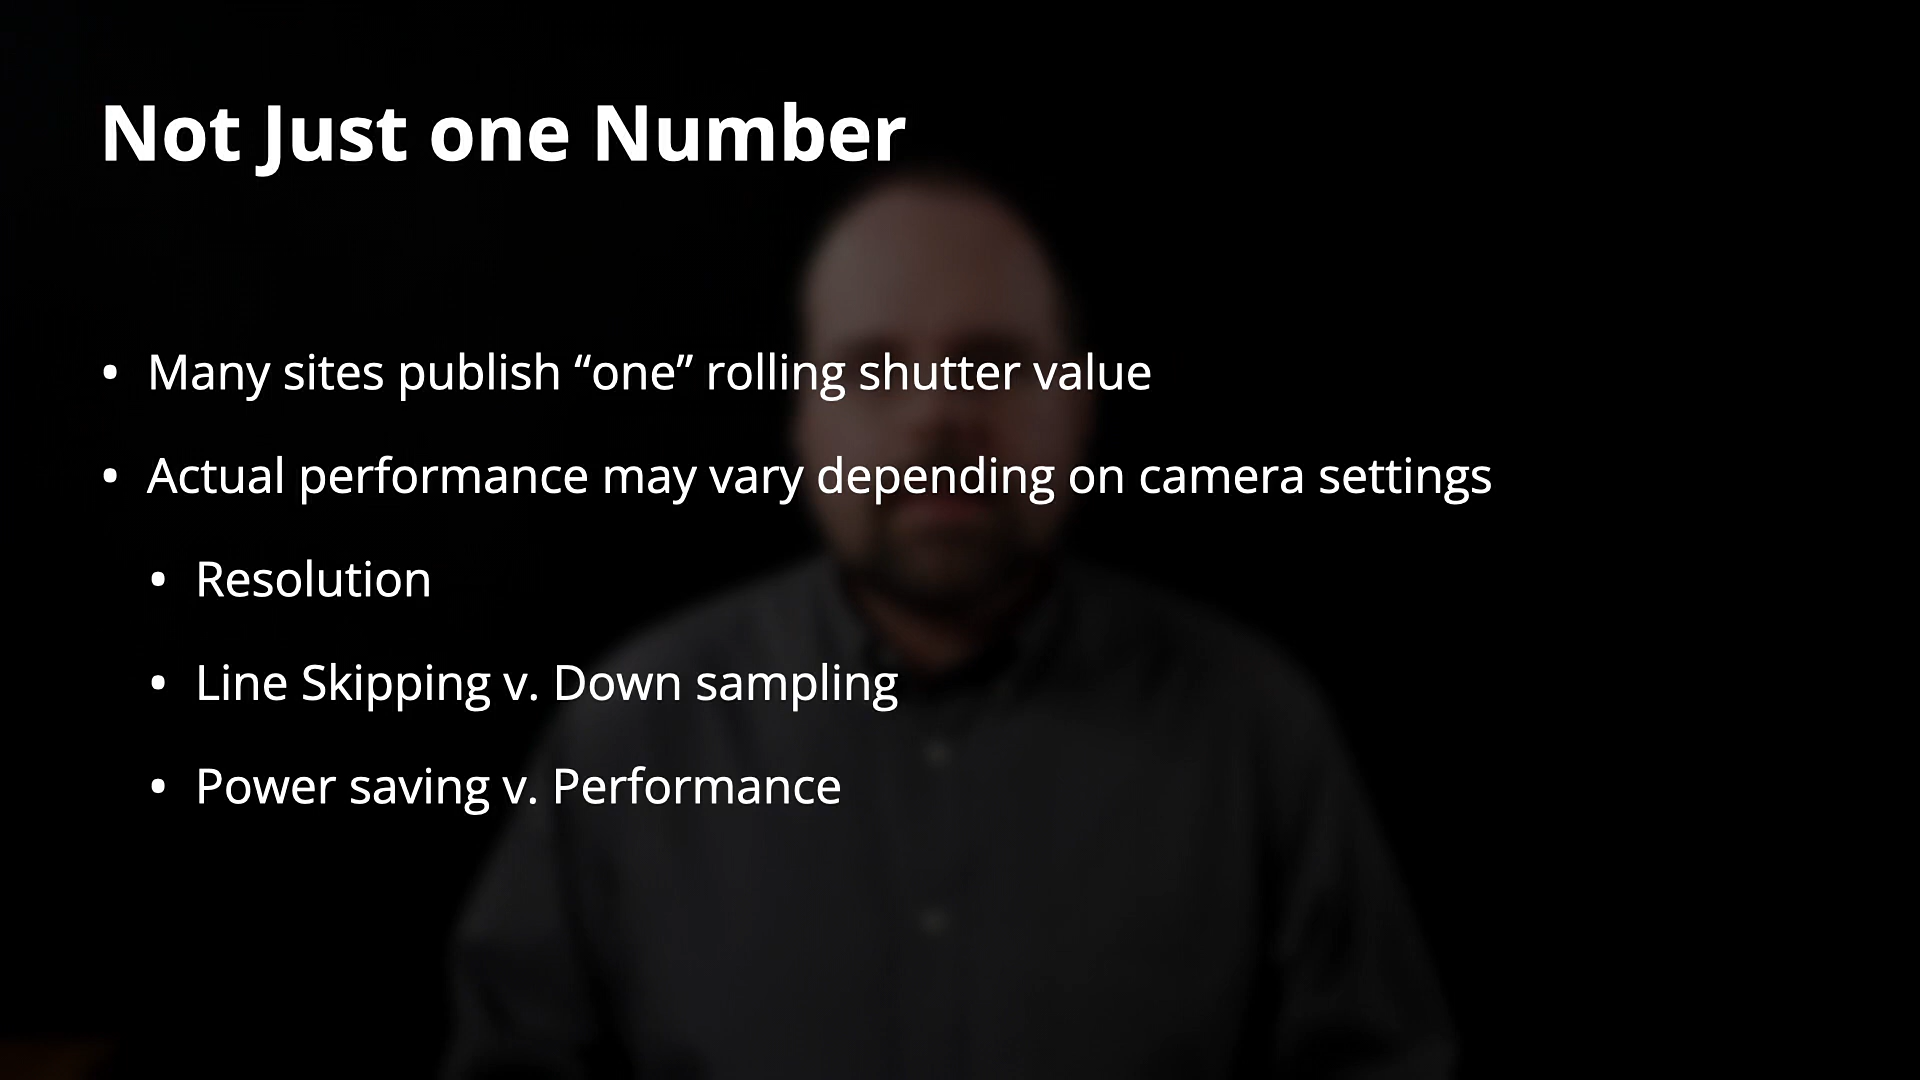 Not Just one Number
• Many sites publish “one” rolling shutter value
• Actual performance may vary depending on camera settings
• Resolution
• Line Skipping v. Down sampling
• Power saving v. Performance